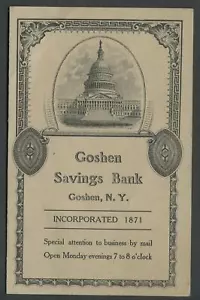 Goshen
Savings Bank
Goshen, N. Y.
INCORPORATED 1871
Special attention to business by mail
Open Monday evenings 7 to 8 o'clock